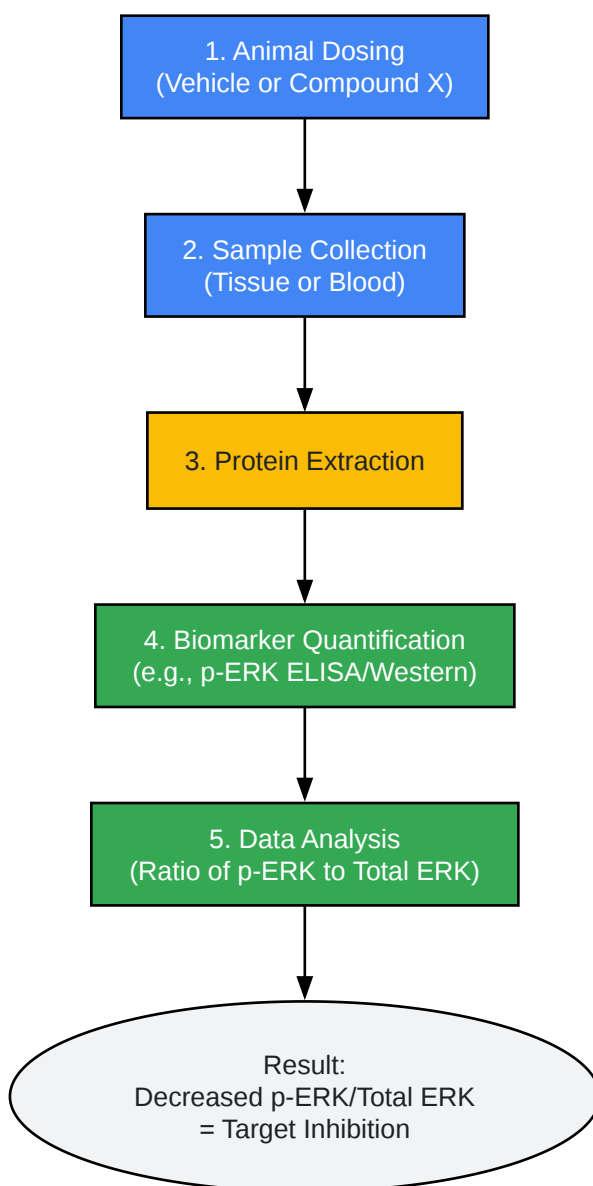 1. Animal Dosing
(Vehicle or Compound X)
2. Sample Collection
(Tissue or Blood)
3. Protein Extraction
4. Biomarker Quantification
(e.g., p-ERK ELISA/Western)
5. Data Analysis
(Ratio of p-ERK to Total ERK)
Result:
Decreased p-ERK/Total ERK
= Target Inhibition